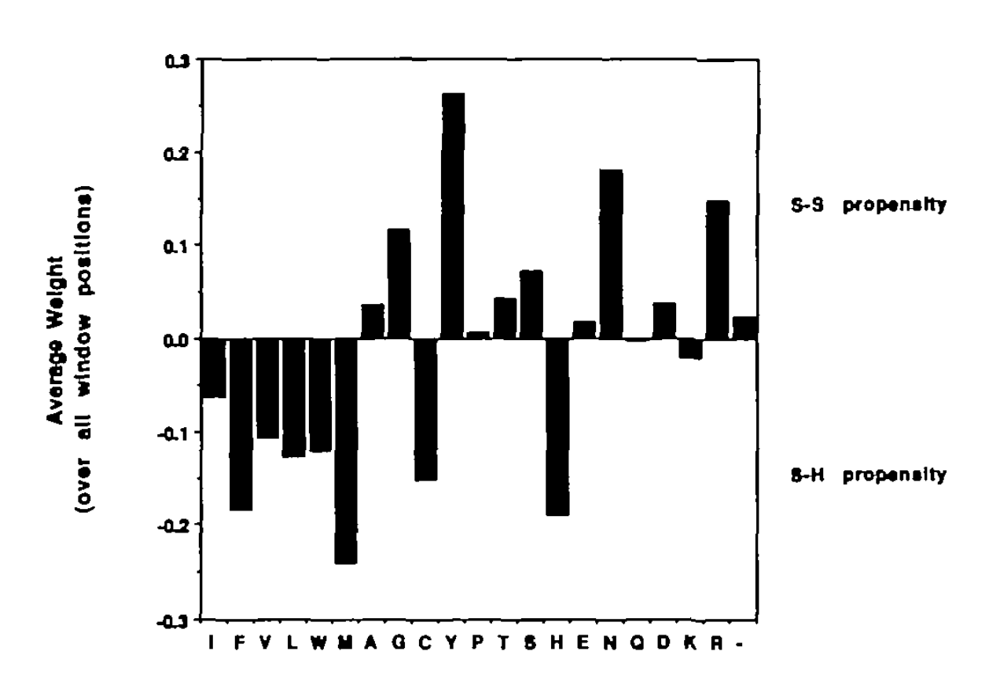 0.3
0.2
0.1
0.0
-0.1
-0.2
-0.3
Average Weight
(over all window positions)
S-S propensity
S-H propensity
I F V L W M A G C Y P T S H E N Q D K R -